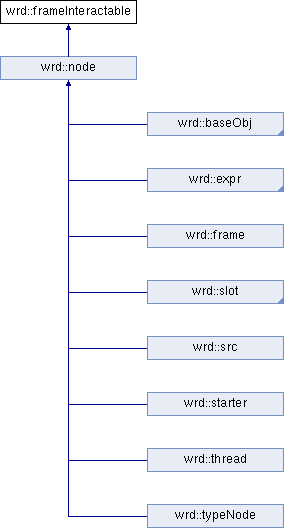 wrd::frameInteractable
wrd::node
wrd::baseObj
wrd::expr
wrd::frame
wrd::slot
wrd::src
wrd::starter
wrd::thread
wrd::typeNode